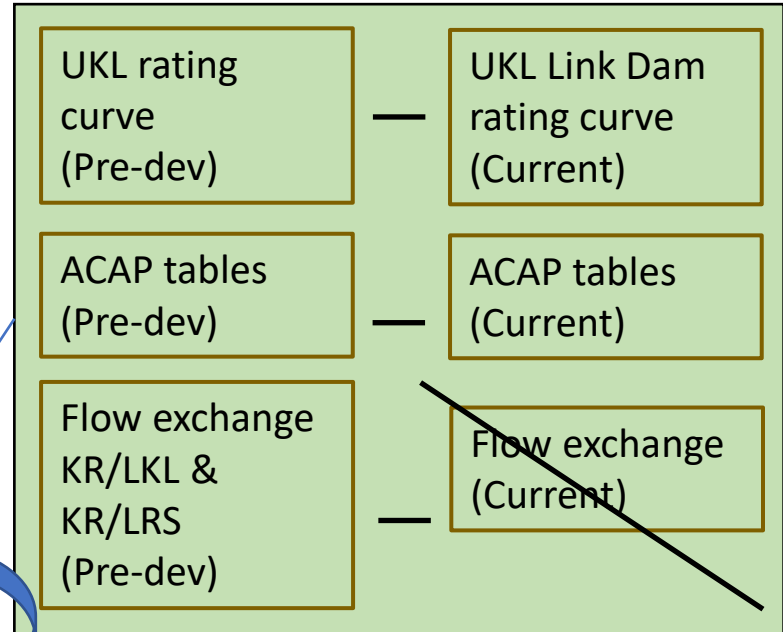 UKL rating
curve
(Pre-dev)
UKL Link Dam
rating curve
(Current)
ACAP tables
(Pre-dev)
ACAP tables
(Current)
Flow exchange
KR/LKL &
KR/LRS
(Pre-dev)
Flow exchange
(Current)